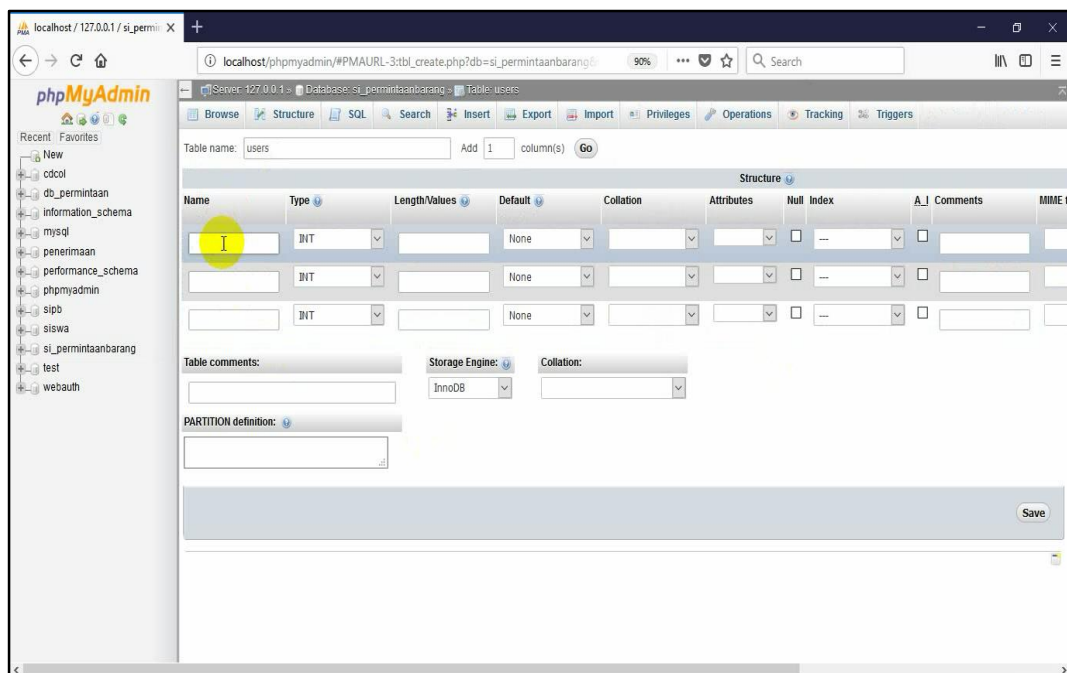 localhost / 127.0.0.1 / si_permi
localhost/phpmyadmin/#PMAURL-3:tbl_create.php?db=si_permintaanbarang&
90%
Search
phpMyAdmin
Server: 127.0.0.1 » Database: si_permintaanbarang » Table: users
Browse Structure SQL Search Insert Export Import Privileges Operations Tracking Triggers
Recent Favorites
New
cdcol
db_permintaan
information_schema
mysql
penerimaan
performance_schema
phpmyadmin
sipb
siswa
si_permintaanbarang
test
webauth
Table name: users Add 1 column(s) Go
Structure
Name Type Length/Values Default Collation Attributes Null Index A_I Comments MIME
INT None ---
INT None ---
INT None ---
Table comments: Storage Engine: Collation:
InnoDB
PARTITION definition:
Save